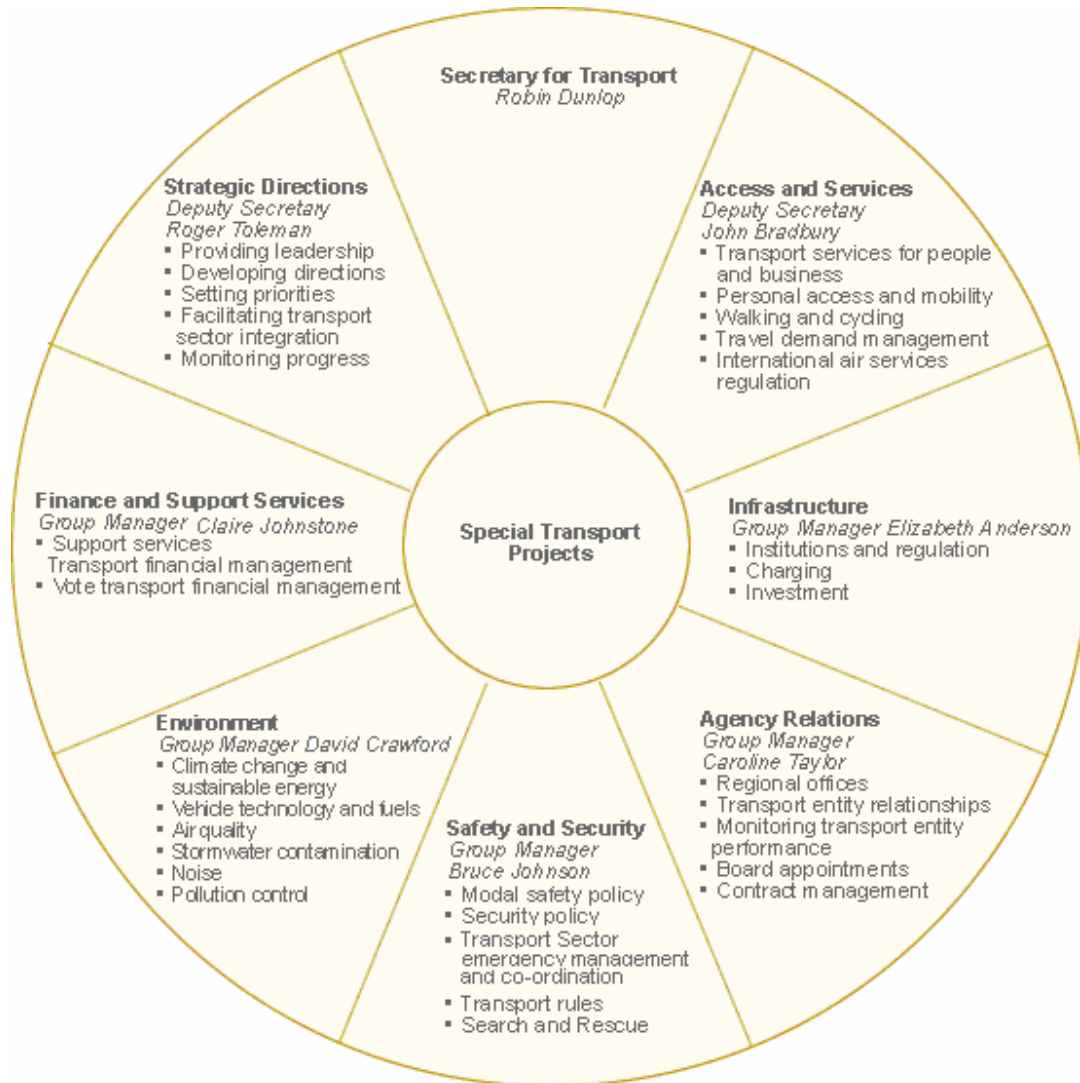 Secretary for Transport
Robin Dunlop
Access and Services
Deputy Secretary
John Bradbury
▪ Transport services for people
and business
▪ Personal access and mobility
▪ Walking and cycling
▪ Travel demand management
▪ International air services
regulation
Infrastructure
Group Manager Elizabeth Anderson
▪ Institutions and regulation
▪ Charging
▪ Investment
Agency Relations
Group Manager
Caroline Taylor
▪ Regional offices
▪ Transport entity relationships
▪ Monitoring transport entity
performance
▪ Board appointments
▪ Contract management
Safety and Security
Group Manager
Bruce Johnson
▪ Modal safety policy
▪ Security policy
▪ Transport Sector
emergency management
and co-ordination
▪ Transport rules
▪ Search and Rescue
Environment
Group Manager David Crawford
▪ Climate change and
sustainable energy
▪ Vehicle technology and fuels
▪ Air quality
▪ Stormwater contamination
▪ Noise
▪ Pollution control
Finance and Support Services
Group Manager Claire Johnstone
▪ Support services
Transport financial management
▪ Vote transport financial management
Strategic Directions
Deputy Secretary
Roger Toleman
▪ Providing leadership
▪ Developing directions
▪ Setting priorities
▪ Facilitating transport
sector integration
▪ Monitoring progress
Special Transport
Projects